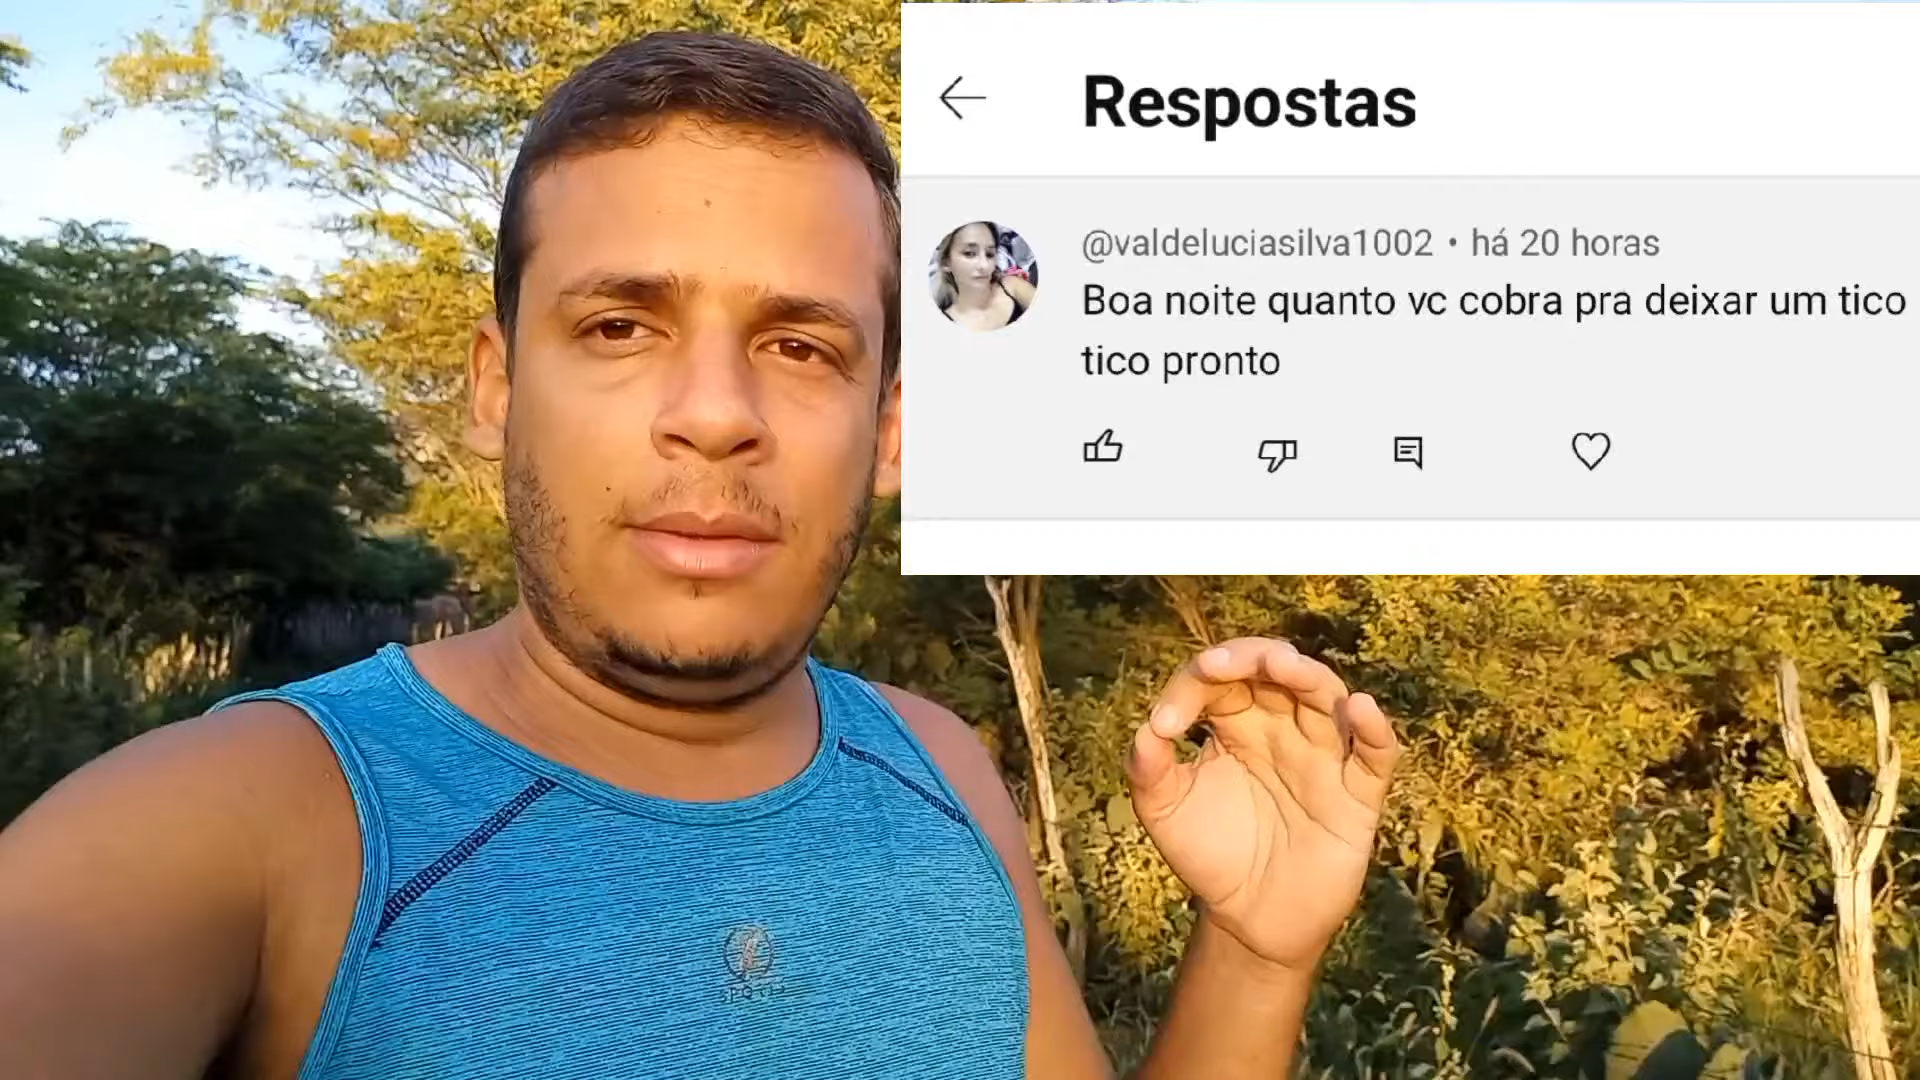 Respostas
@valdeluciasilva1002 • há 20 horas
Boa noite quanto vc cobra pra deixar um tico
tico pronto